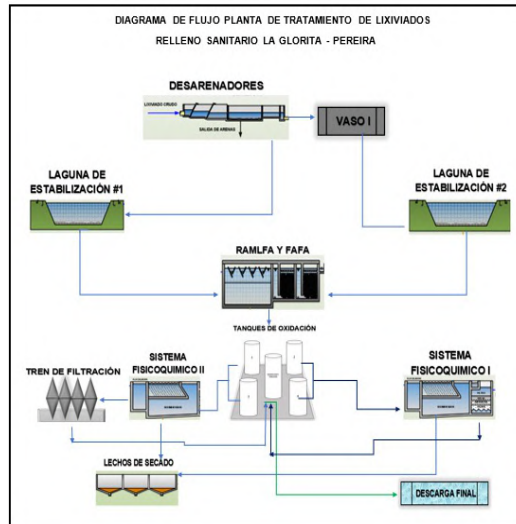 DIAGRAMA DE FLUJO PLANTA DE TRATAMIENTO DE LIXIVIADOS
RELLENO SANITARIO LA GLORITA - PEREIRA
DESARENADORES
LIXIVIADO CRUDO
SALIDA DE ARENAS
VASO I
LAGUNA DE
ESTABILIZACIÓN #1
LAGUNA DE
ESTABILIZACIÓN #2
RAMLFA Y FAFA
TANQUES DE OXIDACIÓN
TREN DE FILTRACIÓN
SISTEMA
FISICOQUIMICO II
SISTEMA
FISICOQUIMICO I
LECHOS DE SECADO
DESCARGA FINAL